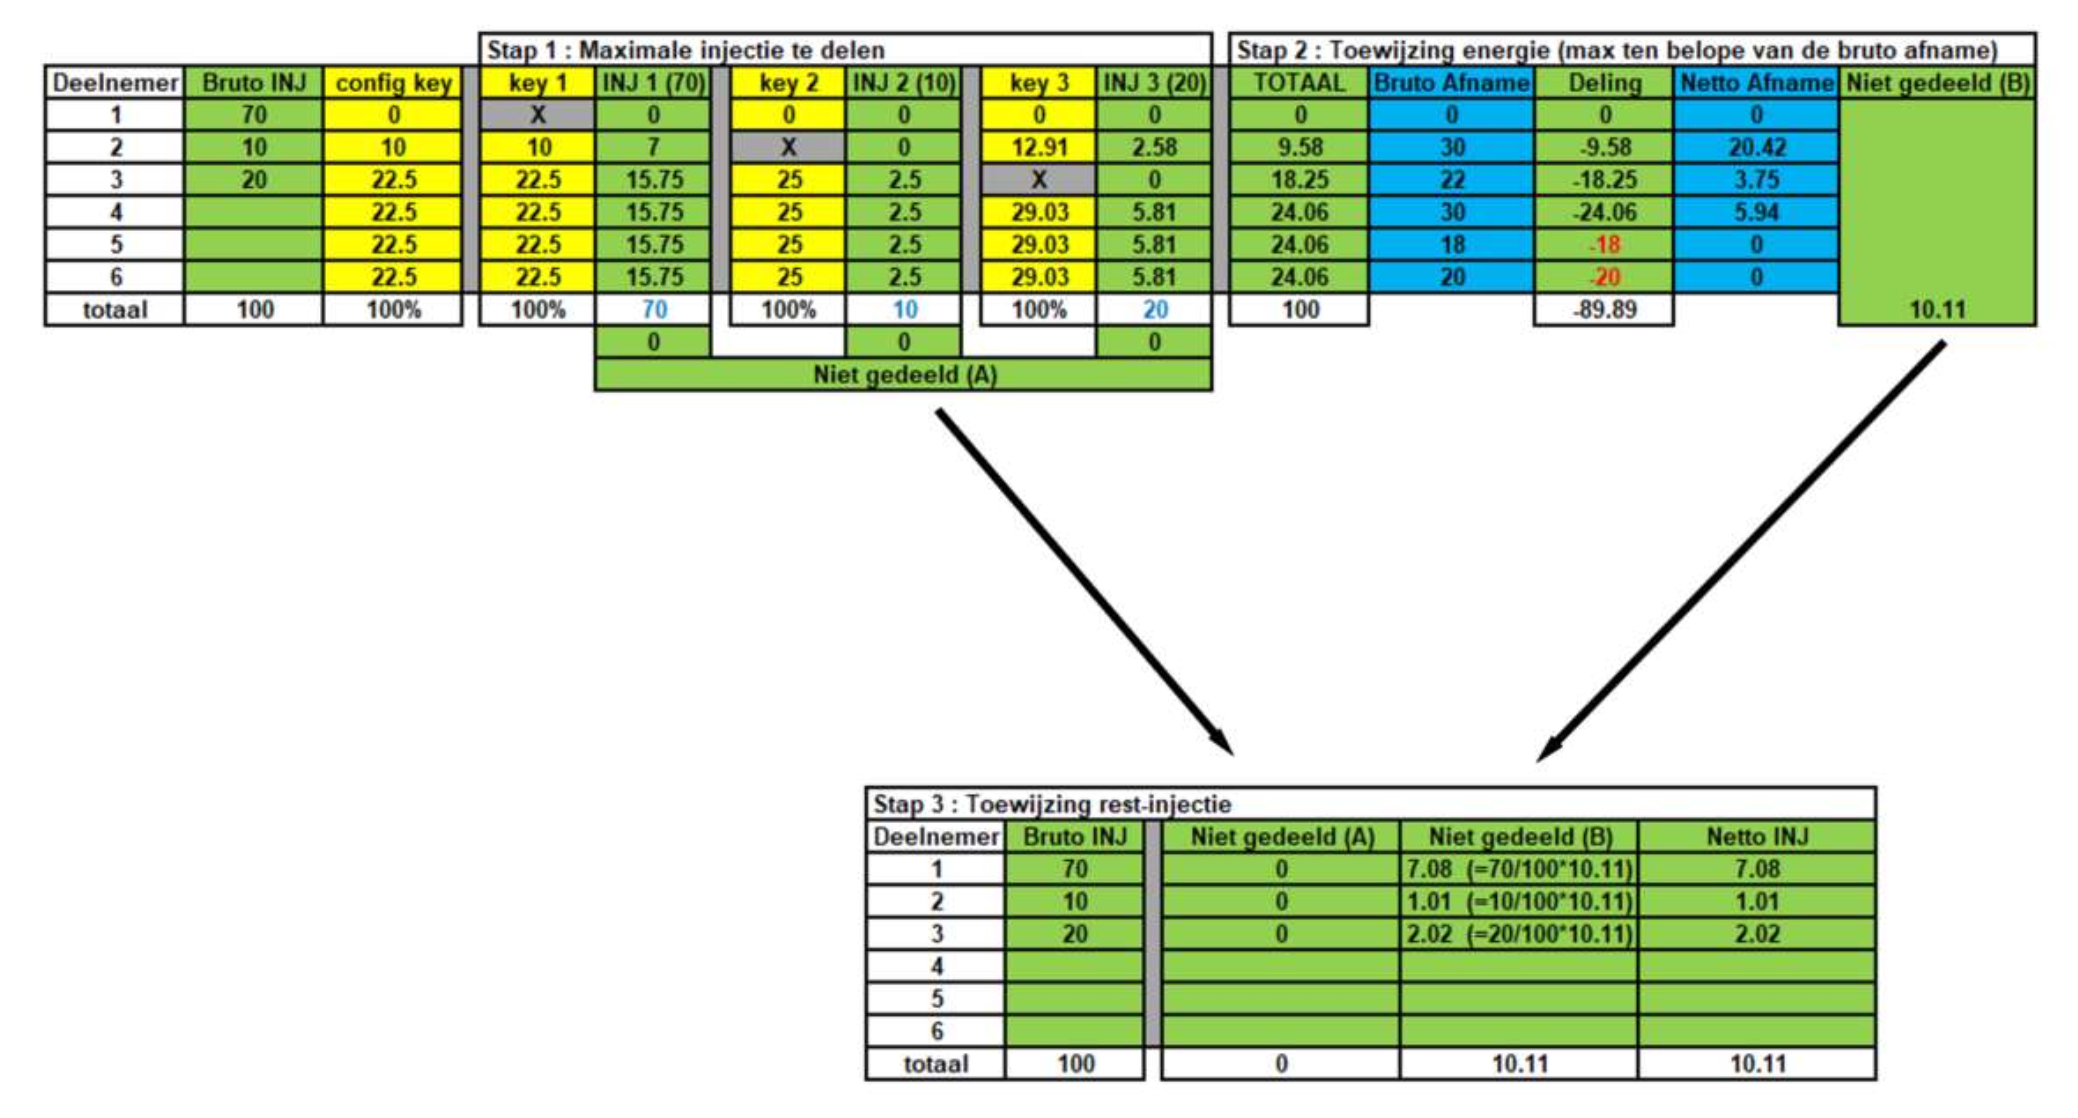 Stap 1 : Maximale injectie te delen Stap 2 : Toewijzing energie (max ten belope van de bruto afname)
Deelnemer Bruto INJ config key key 1 INJ 1 (70) key 2 INJ 2 (10) key 3 INJ 3 (20) TOTAAL Bruto Afname Deling Netto Afname Niet gedeeld (B)
1 70 0 X 0 0 0 0 0 0 0 0 0
2 10 10 10 7 X 0 12.91 2.58 9.58 30 -9.58 20.42
3 20 22.5 22.5 15.75 25 2.5 X 0 18.25 22 -18.25 3.75
4 22.5 22.5 15.75 25 2.5 29.03 5.81 24.06 30 -24.06 5.94
5 22.5 22.5 15.75 25 2.5 29.03 5.81 24.06 18 -18 0
6 22.5 22.5 15.75 25 2.5 29.03 5.81 24.06 20 -20 0
totaal 100 100% 100% 70 100% 10 100% 20 100 -89.89 10.11
0 0 0
Niet gedeeld (A)
Stap 3 : Toewijzing rest-injectie
Deelnemer Bruto INJ Niet gedeeld (A) Niet gedeeld (B) Netto INJ
1 70 0 7.08 (=70/100*10.11) 7.08
2 10 0 1.01 (=10/100*10.11) 1.01
3 20 0 2.02 (=20/100*10.11) 2.02
4
5
6
totaal 100 0 10.11 10.11